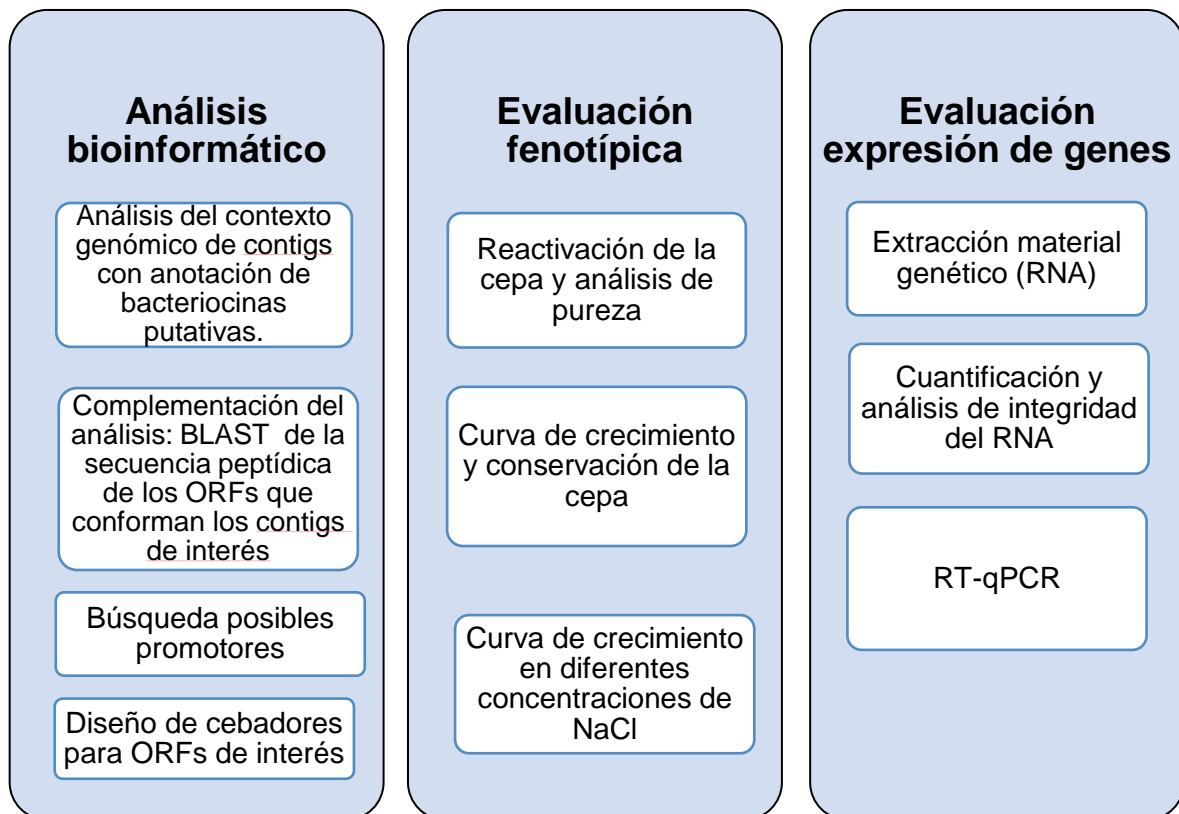 Análisis
bioinformático
Análisis del contexto
genómico de contigs
con anotación de
bacteriocinas
putativas.
Complementación del
análisis: BLAST  de la
secuencia peptídica
de los ORFs que
conforman los contigs
de interés
Búsqueda posibles
promotores
Diseño de cebadores
para ORFs de interés
Evaluación
fenotípica
Reactivación de la
cepa y análisis de
pureza
Curva de crecimiento
y conservación de la
cepa
Curva de crecimiento
en diferentes
concentraciones de
NaCl
Evaluación
expresión de genes
Extracción material
genético (RNA)
Cuantificación y
análisis de integridad
del RNA
RT-qPCR